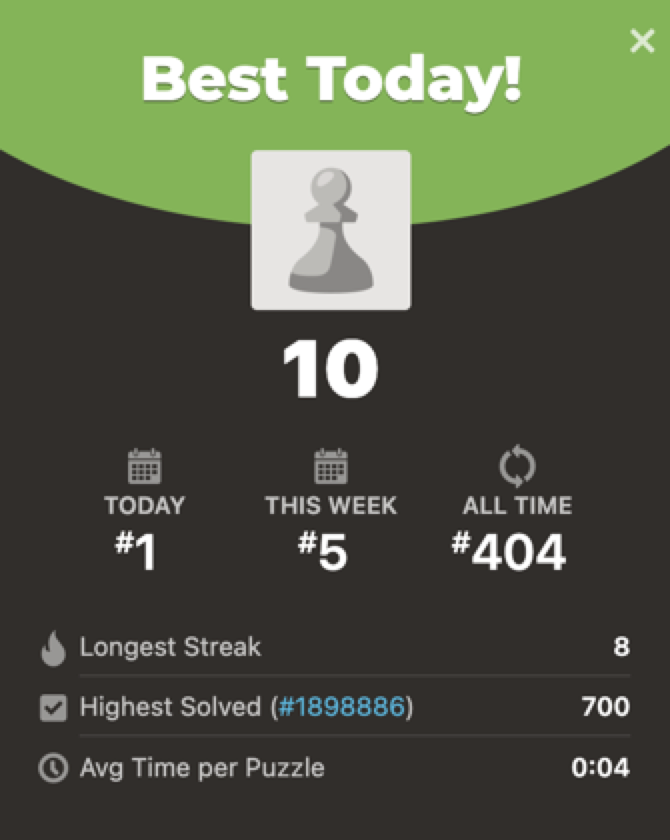 Best Today!
10
TODAY THIS WEEK ALL TIME
#1 #5 #404
Longest Streak 8
Highest Solved (#1898886) 700
Avg Time per Puzzle 0:04